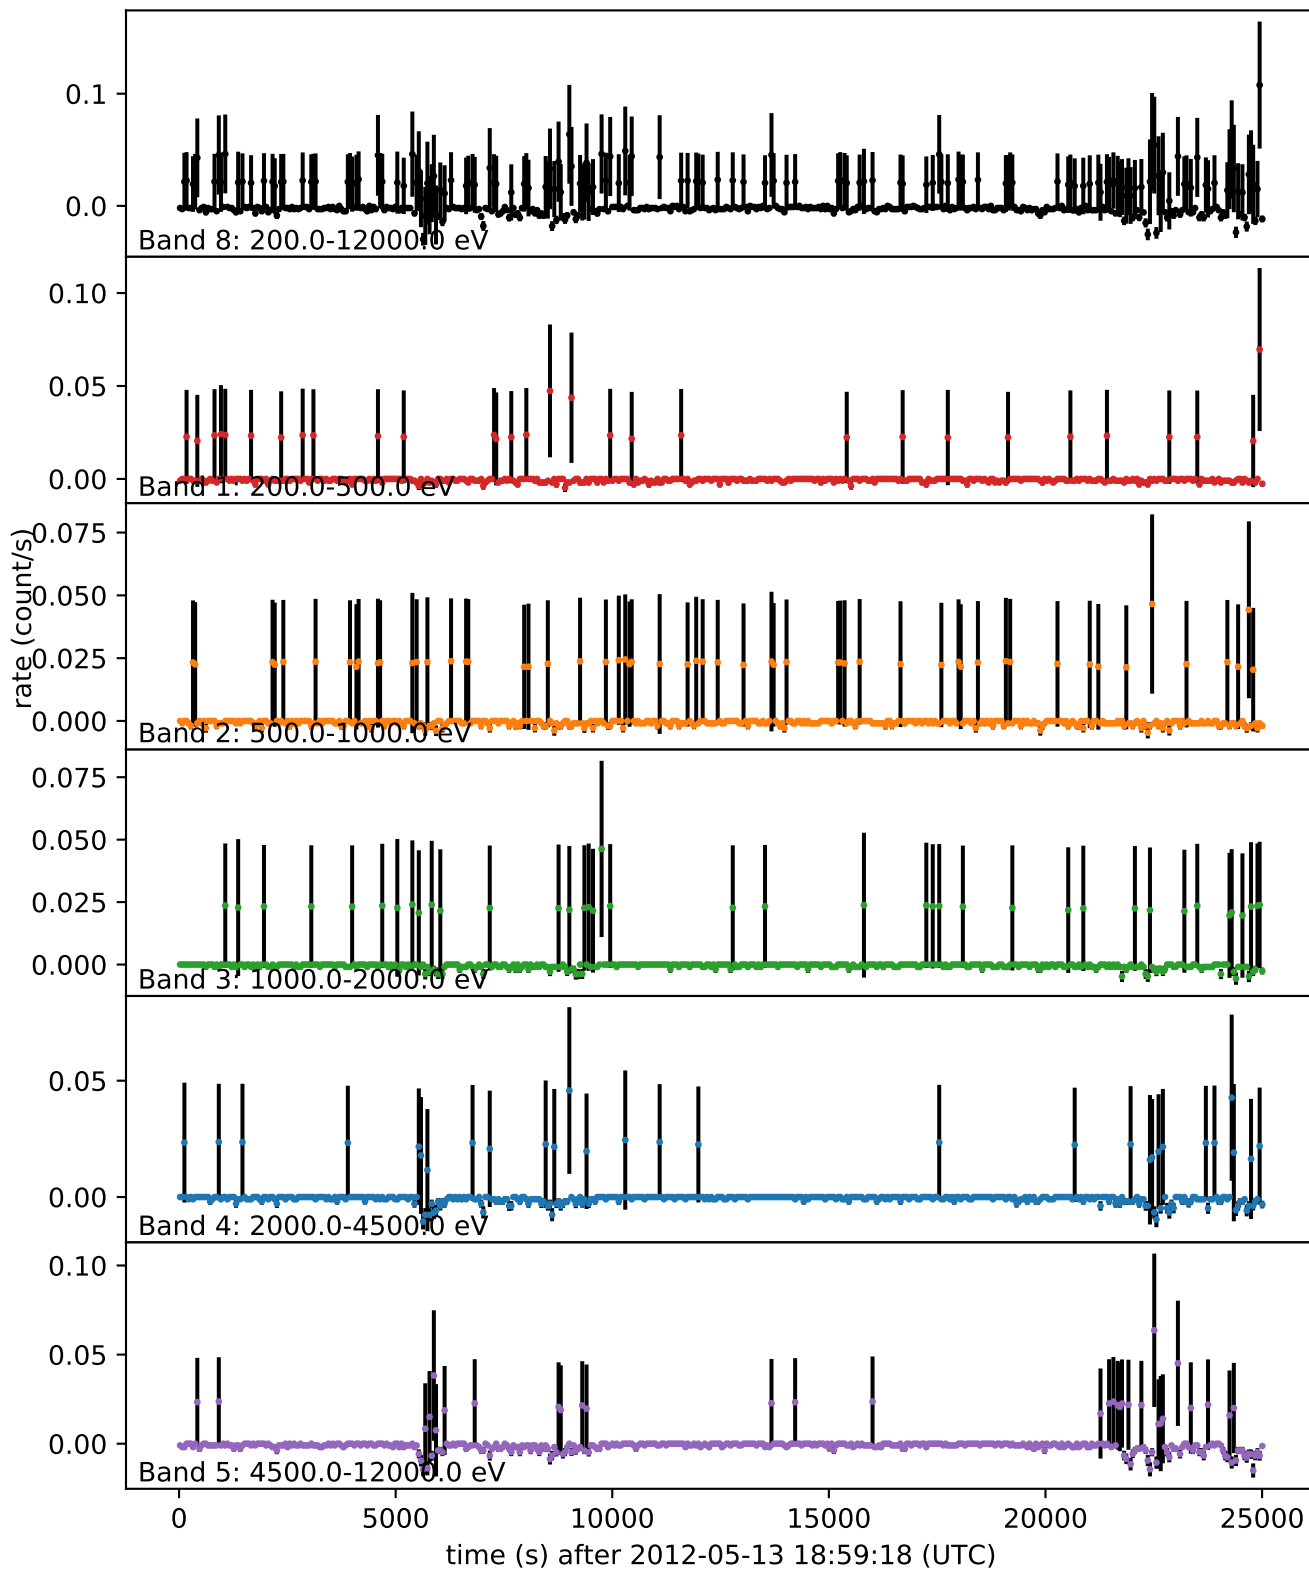 0.1
0.0
Band 8: 200.0-12000.0 eV
0.10
0.05
0.00
Band 1: 200.0-500.0 eV
rate (count/s)
0.075
0.050
0.025
0.000
Band 2: 500.0-1000.0 eV
0.075
0.050
0.025
0.000
Band 3: 1000.0-2000.0 eV
0.05
0.00
Band 4: 2000.0-4500.0 eV
0.10
0.05
0.00
Band 5: 4500.0-12000.0 eV
0 5000 10000 15000 20000 25000
time (s) after 2012-05-13 18:59:18 (UTC)